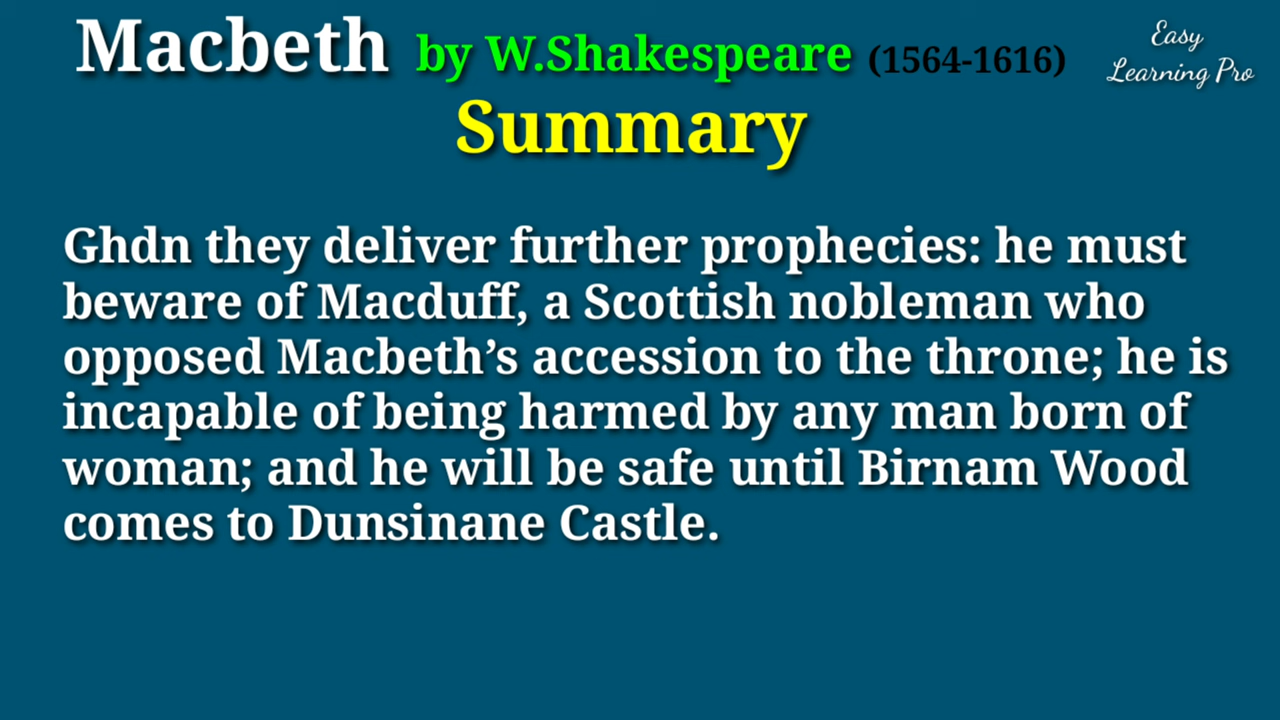 Macbeth by W.Shakespeare (1564-1616)
Easy
Learning Pro
Summary
Ghdn they deliver further prophecies: he must
beware of Macduff, a Scottish nobleman who
opposed Macbeth’s accession to the throne; he is
incapable of being harmed by any man born of
woman; and he will be safe until Birnam Wood
comes to Dunsinane Castle.